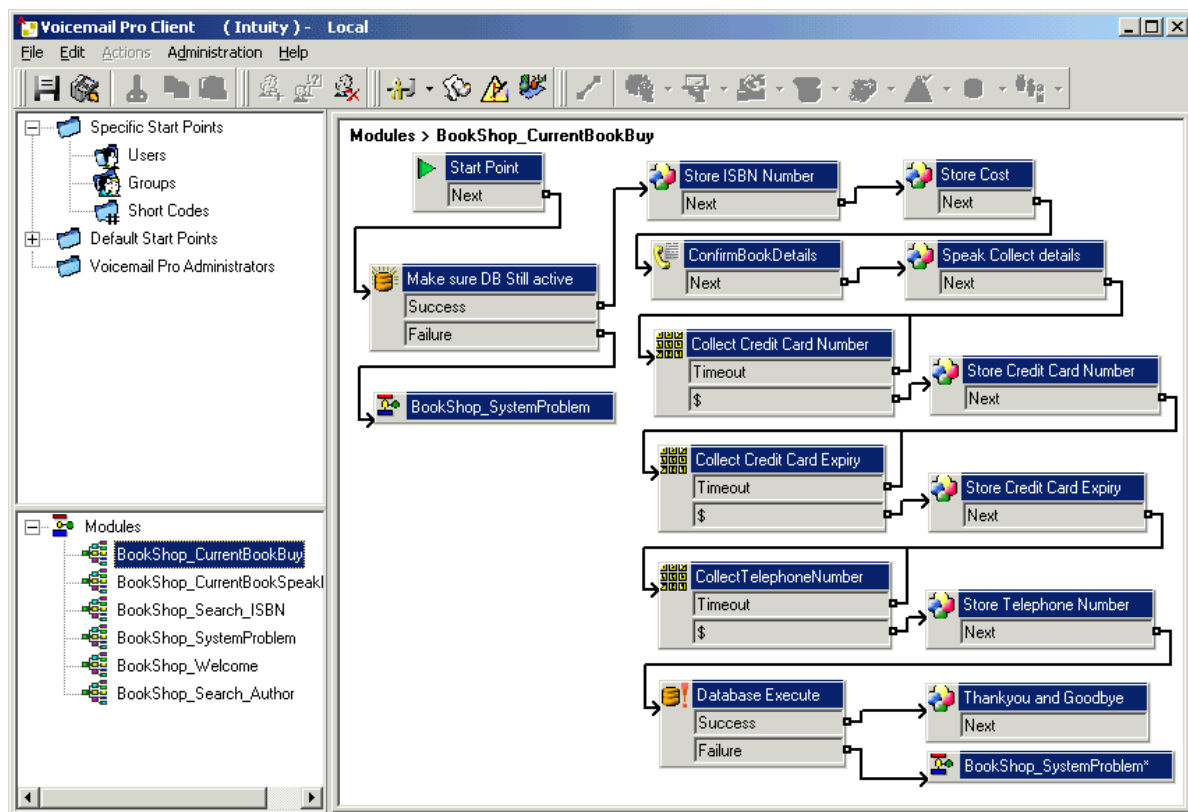 Voicemail Pro Client    ( Intuity ) -   Local
File Edit Actions Administration Help
Specific Start Points
Users
Groups
Short Codes
Default Start Points
Voicemail Pro Administrators
Modules
BookShop_CurrentBookBuy
BookShop_CurrentBookSpeakI
BookShop_Search_ISBN
BookShop_SystemProblem
BookShop_Welcome
BookShop_Search_Author
Modules > BookShop_CurrentBookBuy
Start Point
Next
Make sure DB Still active
Success
Failure
BookShop_SystemProblem
Store ISBN Number
Next
Store Cost
Next
ConfirmBookDetails
Next
Speak Collect details
Next
Collect Credit Card Number
Timeout
$
Store Credit Card Number
Next
Collect Credit Card Expiry
Timeout
$
Store Credit Card Expiry
Next
CollectTelephoneNumber
Timeout
$
Store Telephone Number
Next
Database Execute
Success
Failure
Thankyou and Goodbye
Next
BookShop_SystemProblem*